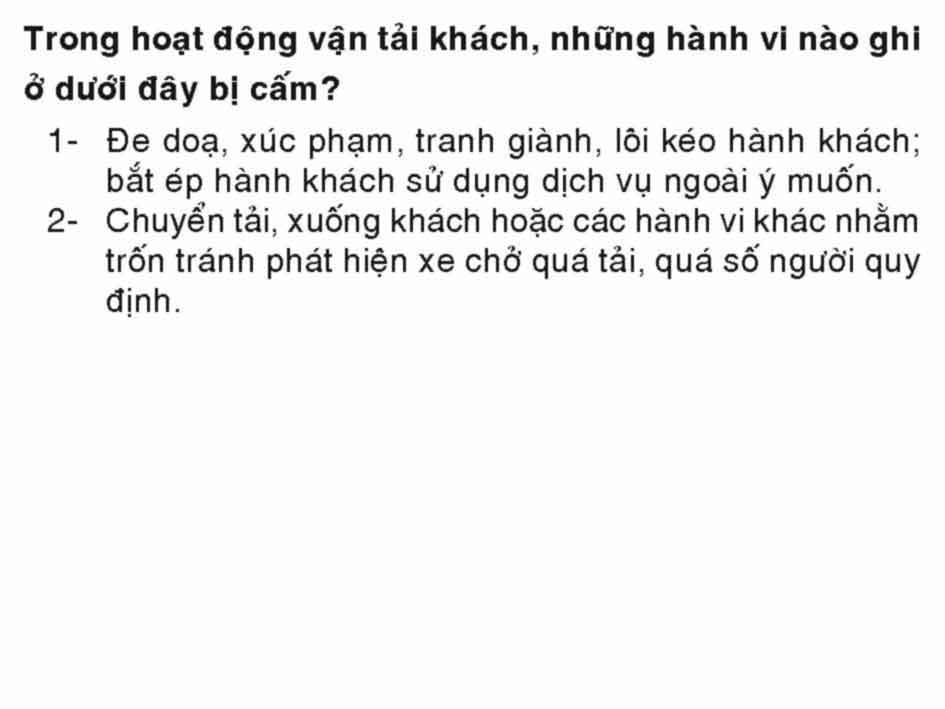 Trong hoạt động vận tải khách, những hành vi nào ghi
ở dưới đây bị cấm?
1- Đe doạ, xúc phạm, tranh giành, lôi kéo hành khách;
bắt ép hành khách sử dụng dịch vụ ngoài ý muốn.
2- Chuyển tải, xuống khách hoặc các hành vi khác nhằm
trốn tránh phát hiện xe chở quá tải, quá số người quy
định.